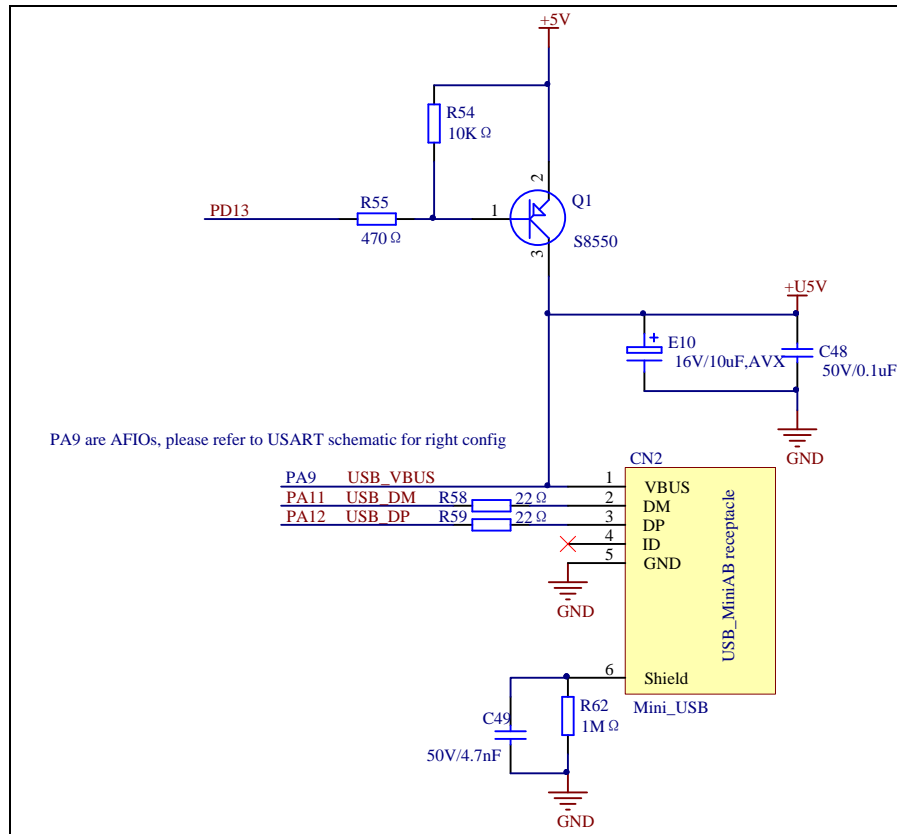 +5V
R54
10K Ω
2
Q1
PD13
R55
1
470 Ω
S8550
3
+U5V
E10
+
16V/10uF,AVX
C48
50V/0.1uF
PA9 are AFIOs, please refer to USART schematic for right config
GND
CN2
PA9 USB_VBUS 1 VBUS
PA11 USB_DM R58 22 Ω 2 DM
PA12 USB_DP R59 22 Ω 3 DP
4 ID
5 GND
GND
USB_MiniAB receptacle
6 Shield
Mini_USB
C49
R62
1M Ω
50V/4.7nF
GND